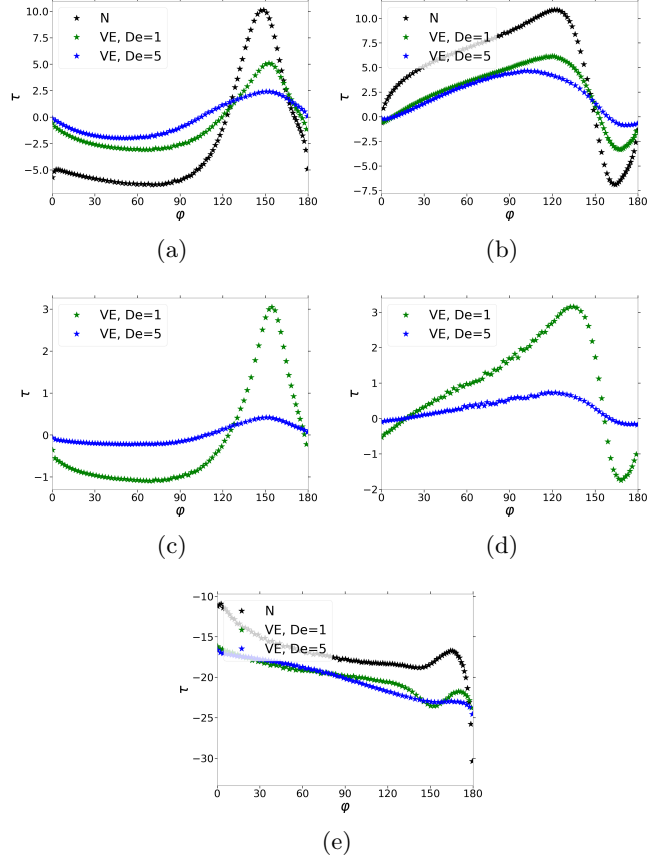 N
VE, De=1
VE, De=5
τ
10.0
7.5
5.0
2.5
0.0
−2.5
−5.0
0 30 60 90 120 150 180
φ
(a)
N
VE, De=1
VE, De=5
τ
10.0
7.5
5.0
2.5
0.0
−2.5
−5.0
−7.5
0 30 60 90 120 150 180
φ
(b)
VE, De=1
VE, De=5
τ
3
2
1
0
−1
0 30 60 90 120 150 180
φ
(c)
VE, De=1
VE, De=5
τ
3
2
1
0
−1
−2
0 30 60 90 120 150 180
φ
(d)
N
VE, De=1
VE, De=5
τ
−10
−15
−20
−25
−30
0 30 60 90 120 150 180
φ
(e)